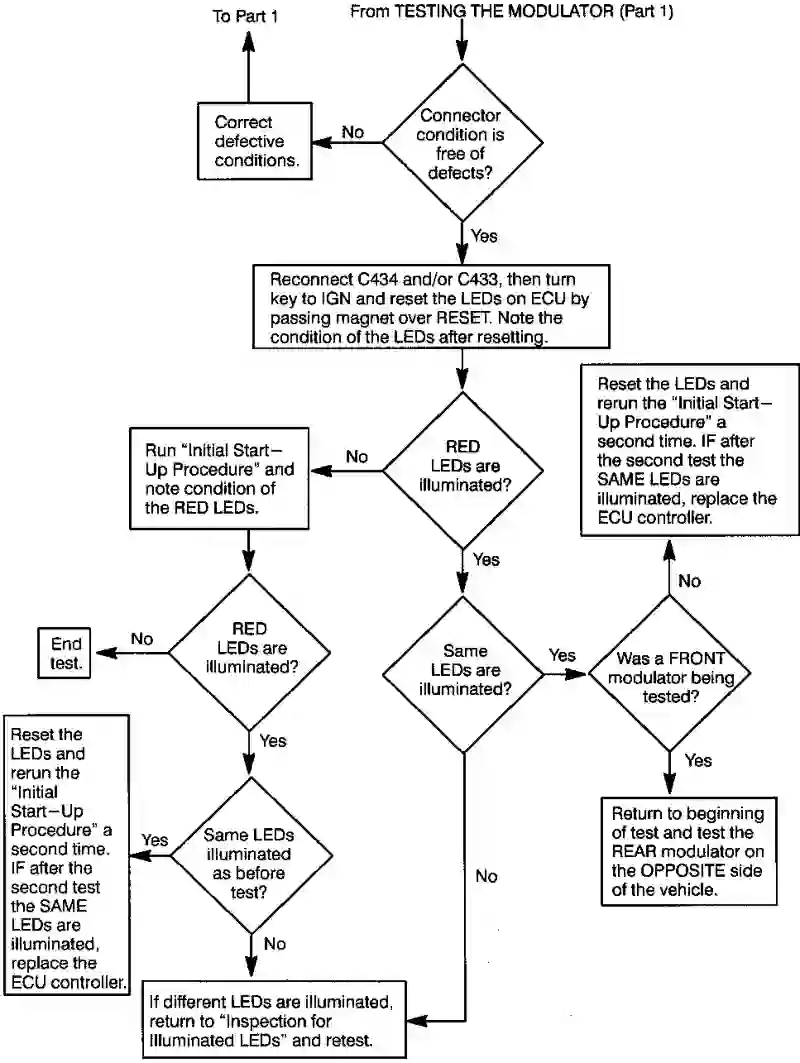 To Part 1
From TESTING THE MODULATOR (Part 1)
Connector
condition is
free of
defects?
No
Correct
defective
conditions.
Yes
Reconnect C434 and/or C433, then turn
key to IGN and reset the LEDs on ECU by
passing magnet over RESET. Note the
condition of the LEDs after resetting.
RED
LEDs are
illuminated?
No
Run “Initial Start–
Up Procedure” and
note condition of
the RED LEDs.
Reset the LEDs and
rerun the “Initial Start–
Up Procedure” a
second time. IF after
the second test the
SAME LEDs are
illuminated, replace the
ECU controller.
Yes
No
RED
LEDs are
illuminated?
No
End
test.
Same
LEDs are
illuminated?
Yes
Was a FRONT
modulator being
tested?
Yes
Yes
Return to beginning
of test and test the
REAR modulator on
the OPPOSITE side
of the vehicle.
Reset the
LEDs and
rerun the
“Initial
Start–Up
Procedure” a
second time.
IF after the
second test
the SAME
LEDs are
illuminated,
replace the
ECU controller.
Yes
Same LEDs
illuminated
as before
test?
No
No
If different LEDs are illuminated,
return to “Inspection for
Illuminated LEDs” and retest.